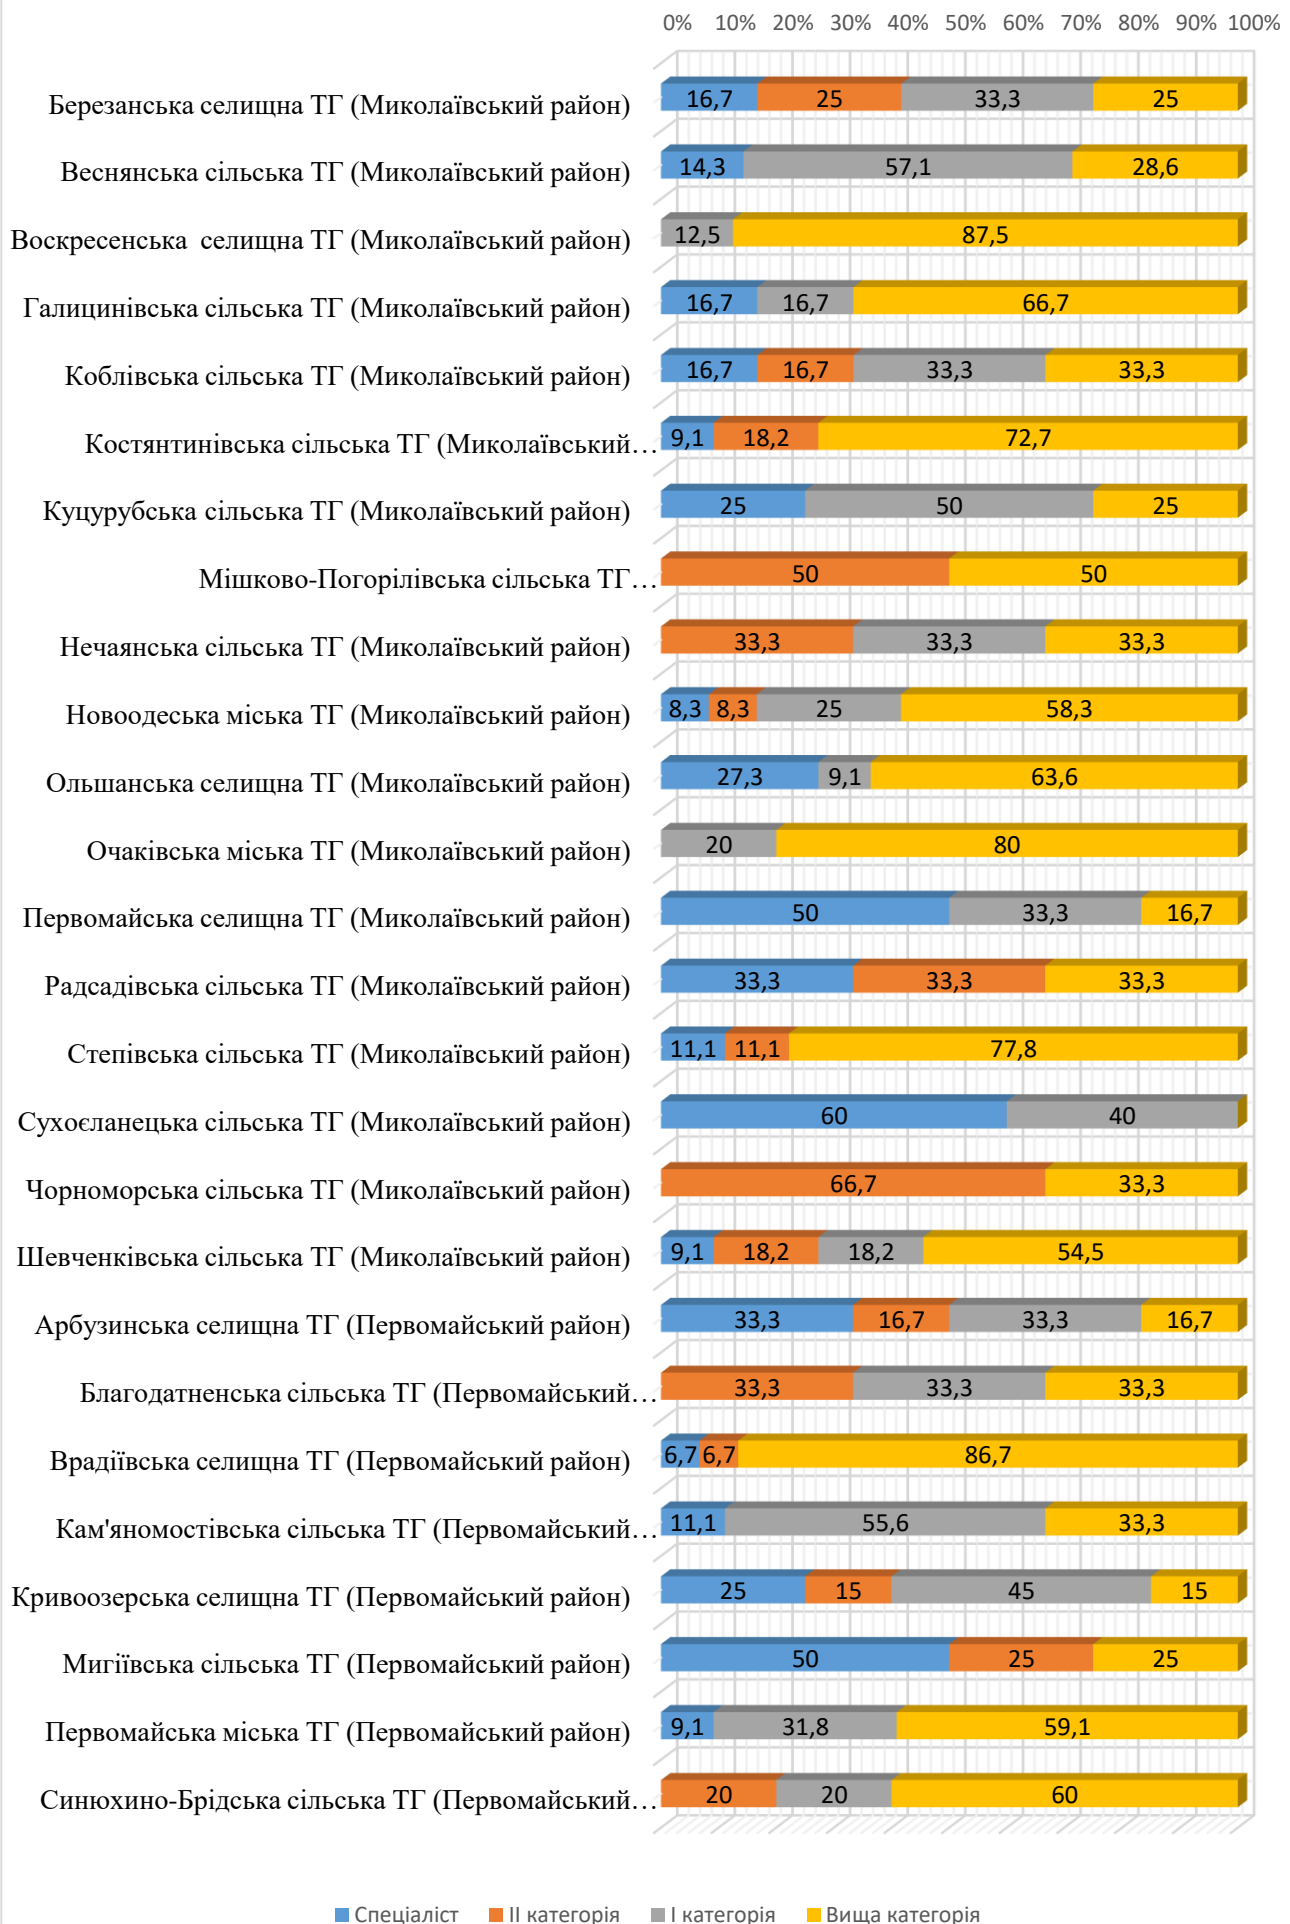 0% 10% 20% 30% 40% 50% 60% 70% 80% 90% 100%
Березанська селищна ТГ (Миколаївський район) 16,7 25 33,3 25
Веснянська сільська ТГ (Миколаївський район) 14,3 57,1 28,6
Воскресенська селищна ТГ (Миколаївський район) 12,5 87,5
Галицинівська сільська ТГ (Миколаївський район) 16,7 16,7 66,7
Коблівська сільська ТГ (Миколаївський район) 16,7 16,7 33,3 33,3
Костянтинівська сільська ТГ (Миколаївський… 9,1 18,2 72,7
Куцурубська сільська ТГ (Миколаївський район) 25 50 25
Мішково-Погорілівська сільська ТГ… 50 50
Нечаянська сільська ТГ (Миколаївський район) 33,3 33,3 33,3
Новоодеська міська ТГ (Миколаївський район) 8,3 8,3 25 58,3
Ольшанська селищна ТГ (Миколаївський район) 27,3 9,1 63,6
Очаківська міська ТГ (Миколаївський район) 20 80
Первомайська селищна ТГ (Миколаївський район) 50 33,3 16,7
Радсадівська сільська ТГ (Миколаївський район) 33,3 33,3 33,3
Степівська сільська ТГ (Миколаївський район) 11,1 11,1 77,8
Сухоєланецька сільська ТГ (Миколаївський район) 60 40
Чорноморська сільська ТГ (Миколаївський район) 66,7 33,3
Шевченківська сільська ТГ (Миколаївський район) 9,1 18,2 18,2 54,5
Арбузинська селищна ТГ (Первомайський район) 33,3 16,7 33,3 16,7
Благодатненська сільська ТГ (Первомайський… 33,3 33,3 33,3
Врадіївська селищна ТГ (Первомайський район) 6,7 6,7 86,7
Кам'яномостівська сільська ТГ (Первомайський… 11,1 55,6 33,3
Кривоозерська селищна ТГ (Первомайський район) 25 15 45 15
Мигіївська сільська ТГ (Первомайський район) 50 25 25
Первомайська міська ТГ (Первомайський район) 9,1 31,8 59,1
Синюхино-Брідська сільська ТГ (Первомайський… 20 20 60
Спеціаліст ІІ категорія І категорія Вища категорія